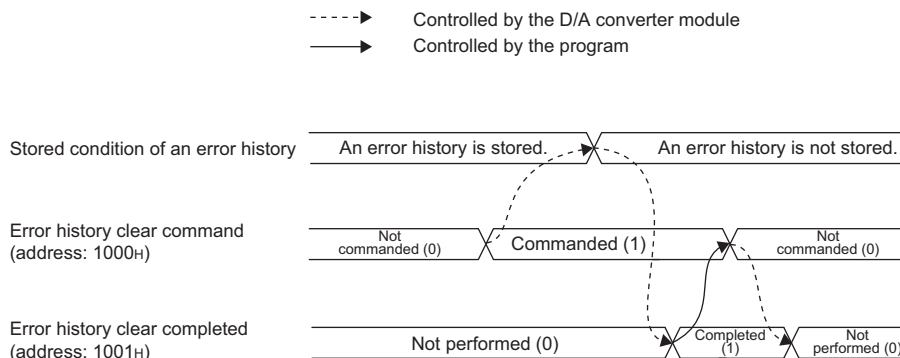 Controlled by the D/A converter module
Controlled by the program
Stored condition of an error history
An error history is stored.
An error history is not stored.
Error history clear command
(address: 1000H)
Not
commanded (0)
Commanded (1)
Not
commanded (0)
Error history clear completed
(address: 1001H)
Not performed (0)
Completed
(1)
Not
performed (0)